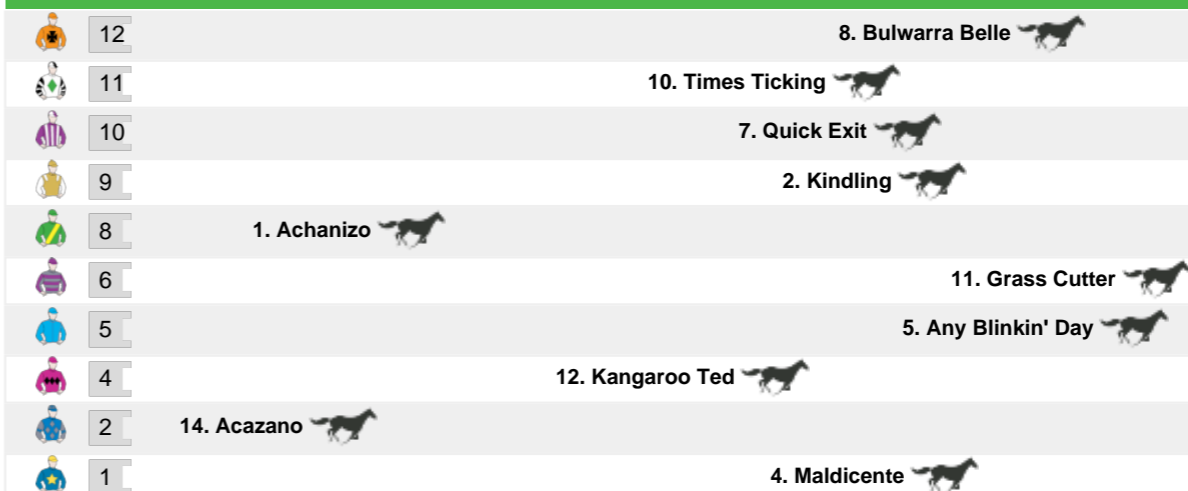 12 8. Bulwarra Belle
11 10. Times Ticking
10 7. Quick Exit
9 2. Kindling
8 1. Achanizo
6 11. Grass Cutter
5 5. Any Blinkin' Day
4 12. Kangaroo Ted
2 14. Acazano
1 4. Maldicente